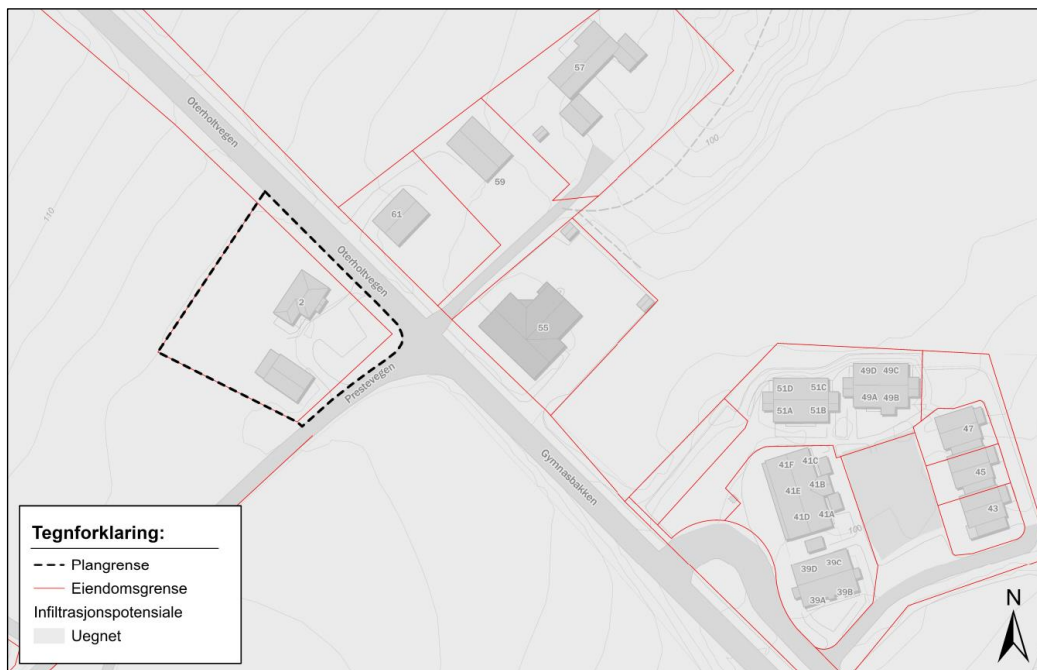 57
Oterholtvegen
100
59
61
110
Oterholtvegen
2
55
Prestevegen
49D 49C
51D 51C
49A 49B
51A 51B
47
41F 41C
45
41E 41B
43
41D 41A
100
Gymnasbakken
39D 39C
39A 39B
Tegnforklaring:
Plangrense
Eiendomsgrense
Infiltrasjonspotensiale
Uegnet
N